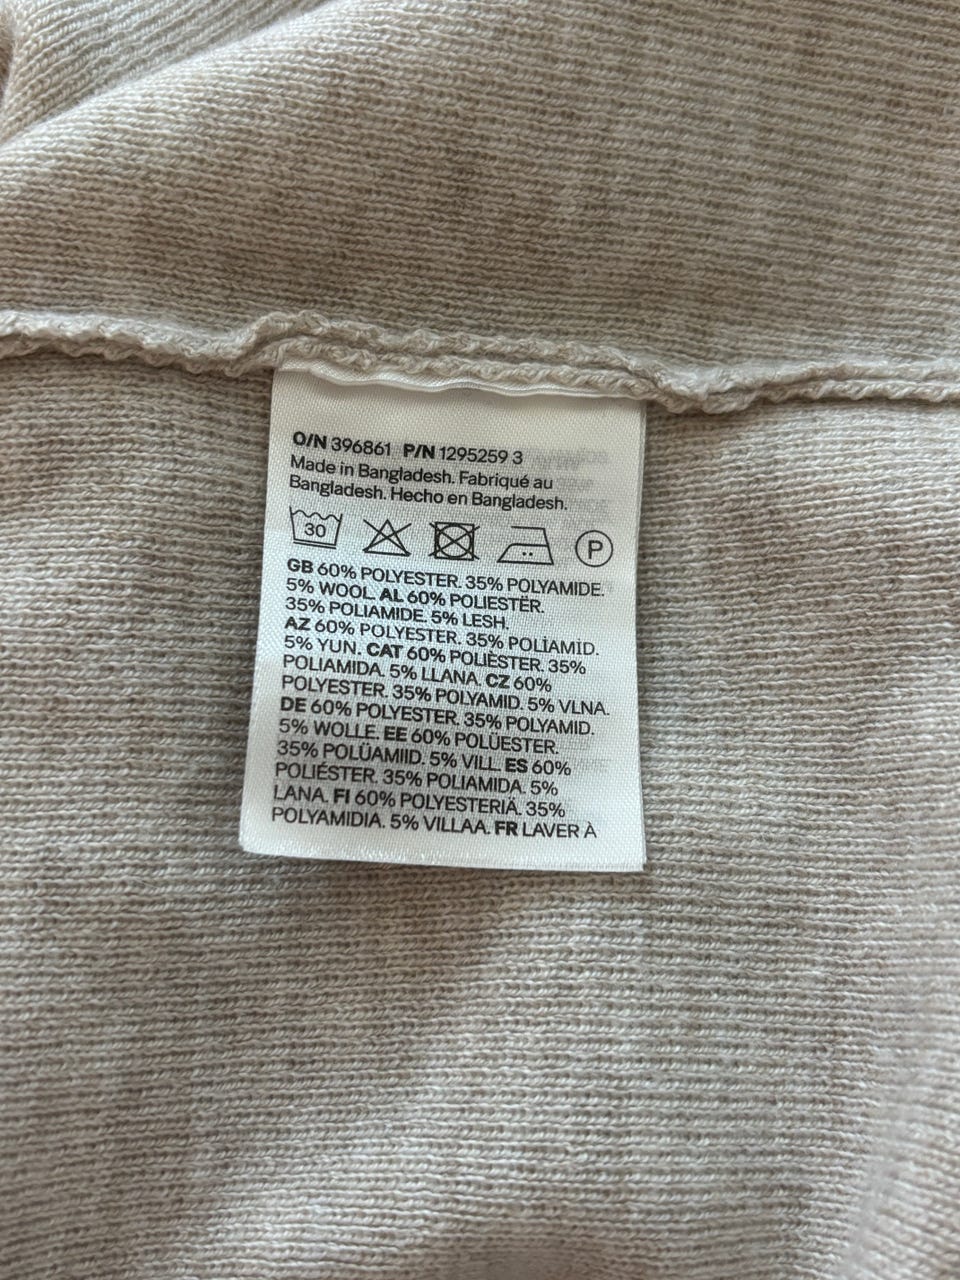 O/N 396861 P/N 1295259 3
Made in Bangladesh. Fabriqué au
Bangladesh. Hecho en Bangladesh.
30 P
GB 60% POLYESTER. 35% POLYAMIDE.
5% WOOL. AL 60% POLIESTËR.
35% POLIAMIDE. 5% LESH.
AZ 60% POLYESTER. 35% POLİAMİD.
5% YUN. CAT 60% POLIÈSTER. 35%
POLIAMIDA. 5% LLANA. CZ 60%
POLYESTER. 35% POLYAMID. 5% VLNA.
DE 60% POLYESTER. 35% POLYAMID.
5% WOLLE. EE 60% POLÜESTER.
35% POLÜAMIID. 5% VILL. ES 60%
POLIÉSTER. 35% POLIAMIDA. 5%
LANA. FI 60% POLYESTERIÄ. 35%
POLYAMIDIA. 5% VILLAA. FR LAVER À